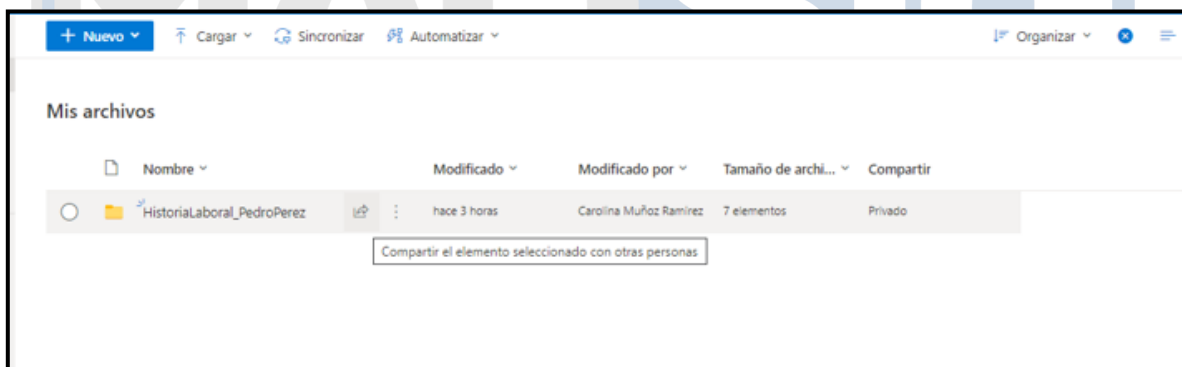 + Nuevo Cargar Sincronizar Automatizar Organizar
Mis archivos
Nombre Modificado Modificado por Tamaño de archi... Compartir
HistoriaLaboral_PedroPerez hace 3 horas Carolina Muñoz Ramírez 7 elementos Privado
Compartir el elemento seleccionado con otras personas